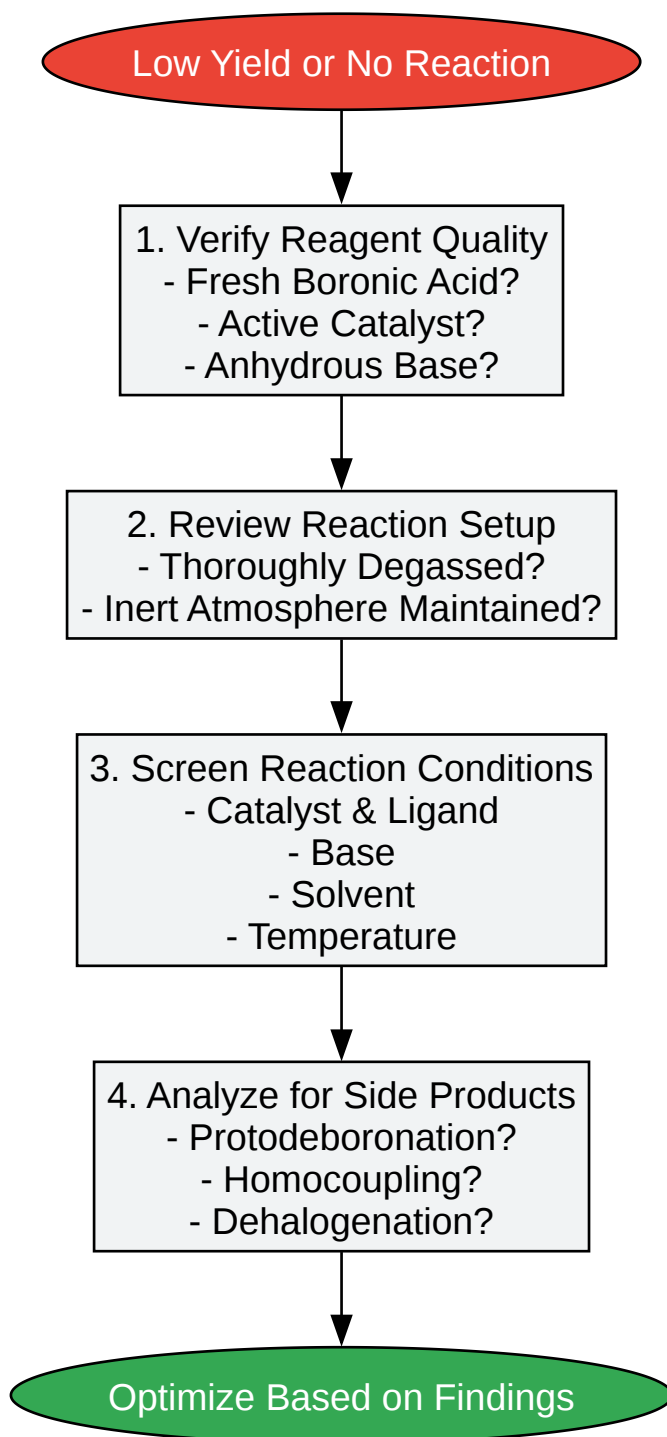 Low Yield or No Reaction
1. Verify Reagent Quality
- Fresh Boronic Acid?
- Active Catalyst?
- Anhydrous Base?
2. Review Reaction Setup
- Thoroughly Degassed?
- Inert Atmosphere Maintained?
3. Screen Reaction Conditions
- Catalyst & Ligand
- Base
- Solvent
- Temperature
4. Analyze for Side Products
- Protodeboronation?
- Homocoupling?
- Dehalogenation?
Optimize Based on Findings